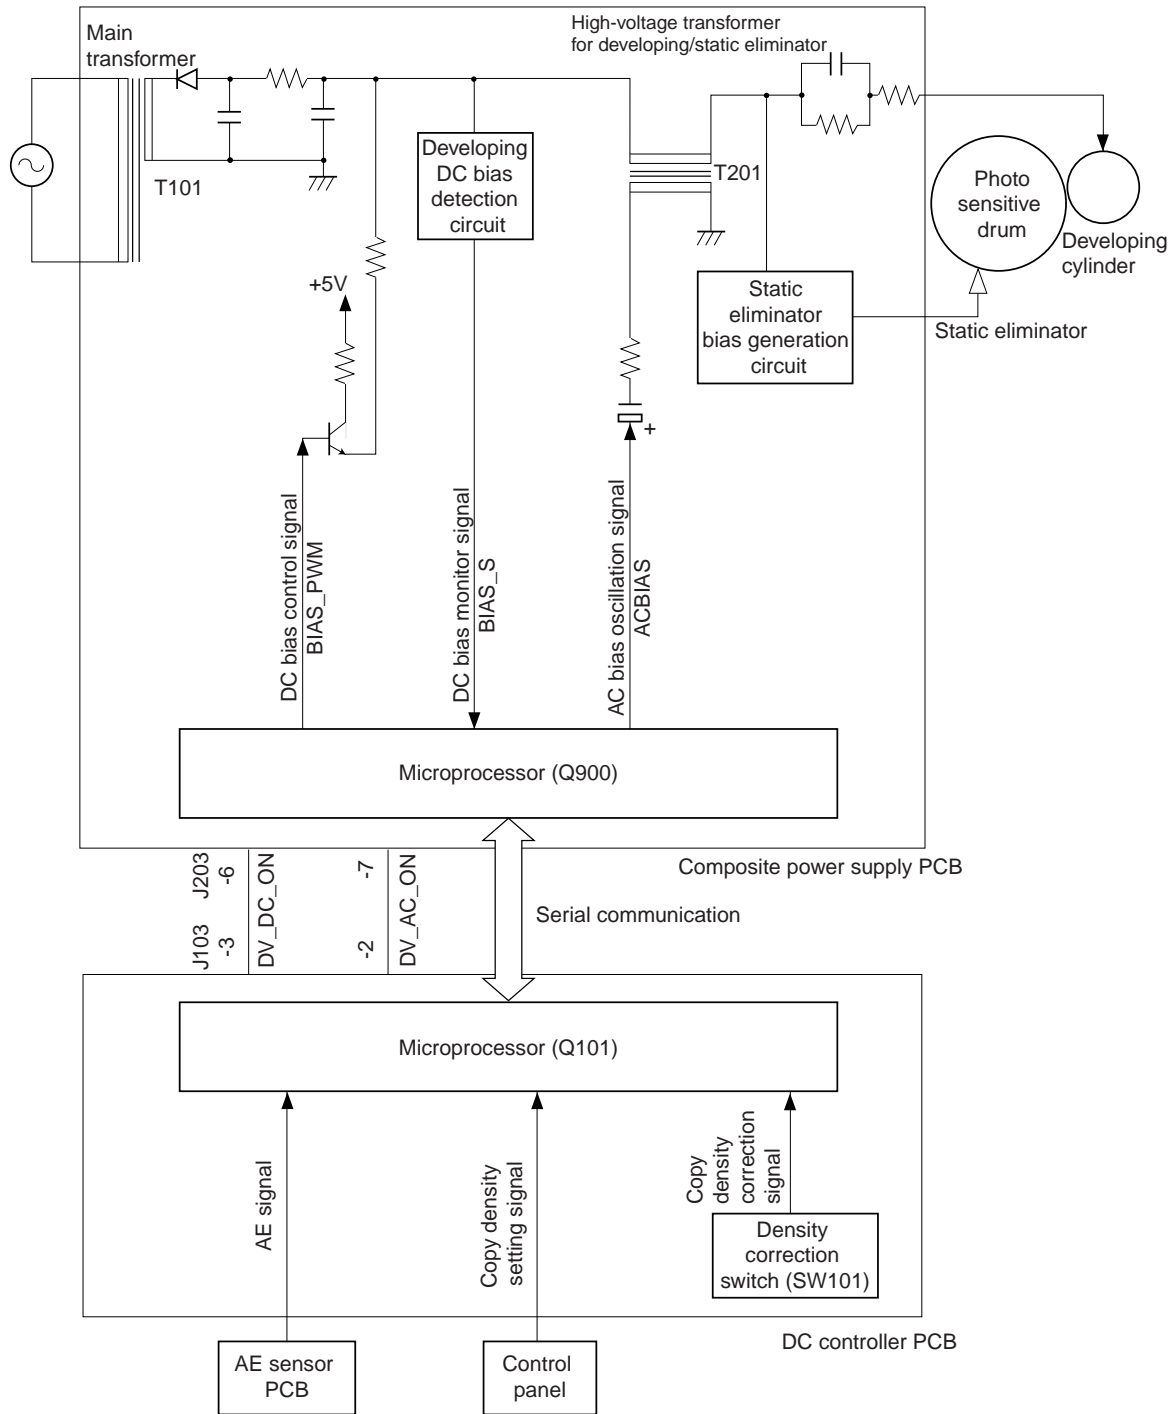 Main
transformer
High-voltage transformer
for developing/static eliminator
T101
Developing
DC bias
detection
circuit
T201
Photo
sensitive
drum
Developing
cylinder
+5V
Static
eliminator
bias generation
circuit
Static eliminator
+
DC bias control signal
BIAS_PWM
DC bias monitor signal
BIAS_S
AC bias oscillation signal
ACBIAS
Microprocessor (Q900)
Composite power supply PCB
J203
-6
-7
J103
-3
-2
DV_DC_ON
DV_AC_ON
Serial communication
Microprocessor (Q101)
AE signal
Copy density
setting signal
Copy
density
correction
signal
Density
correction
switch (SW101)
DC controller PCB
AE sensor
PCB
Control
panel